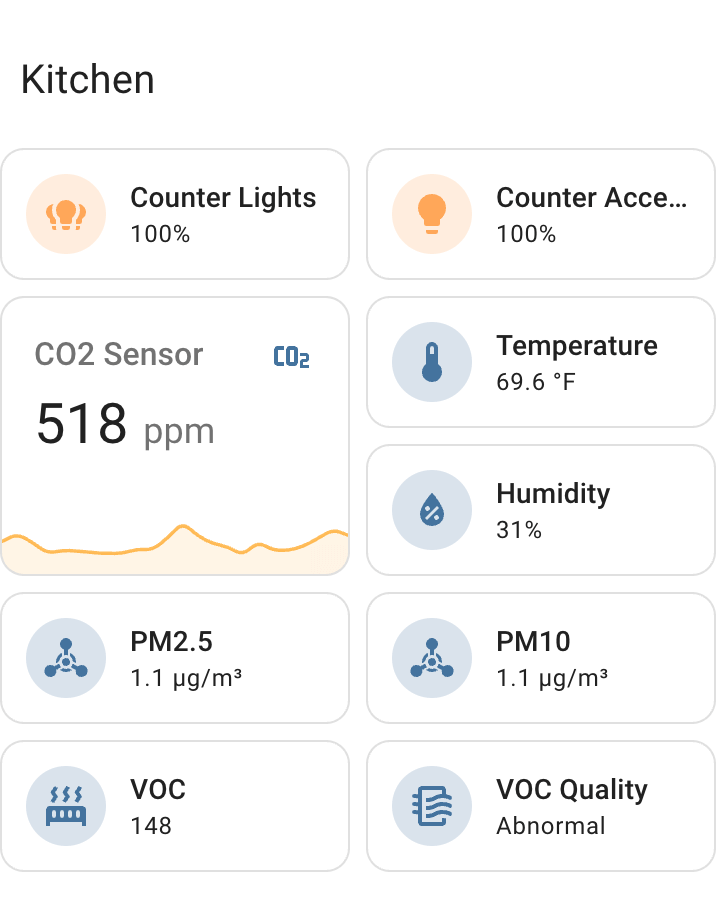 Kitchen
Counter Lights
100%
Counter Acce...
100%
CO2 Sensor
CO2
518 ppm
Temperature
69.6 °F
Humidity
31%
PM2.5
1.1 µg/m³
PM10
1.1 µg/m³
VOC
148
VOC Quality
Abnormal